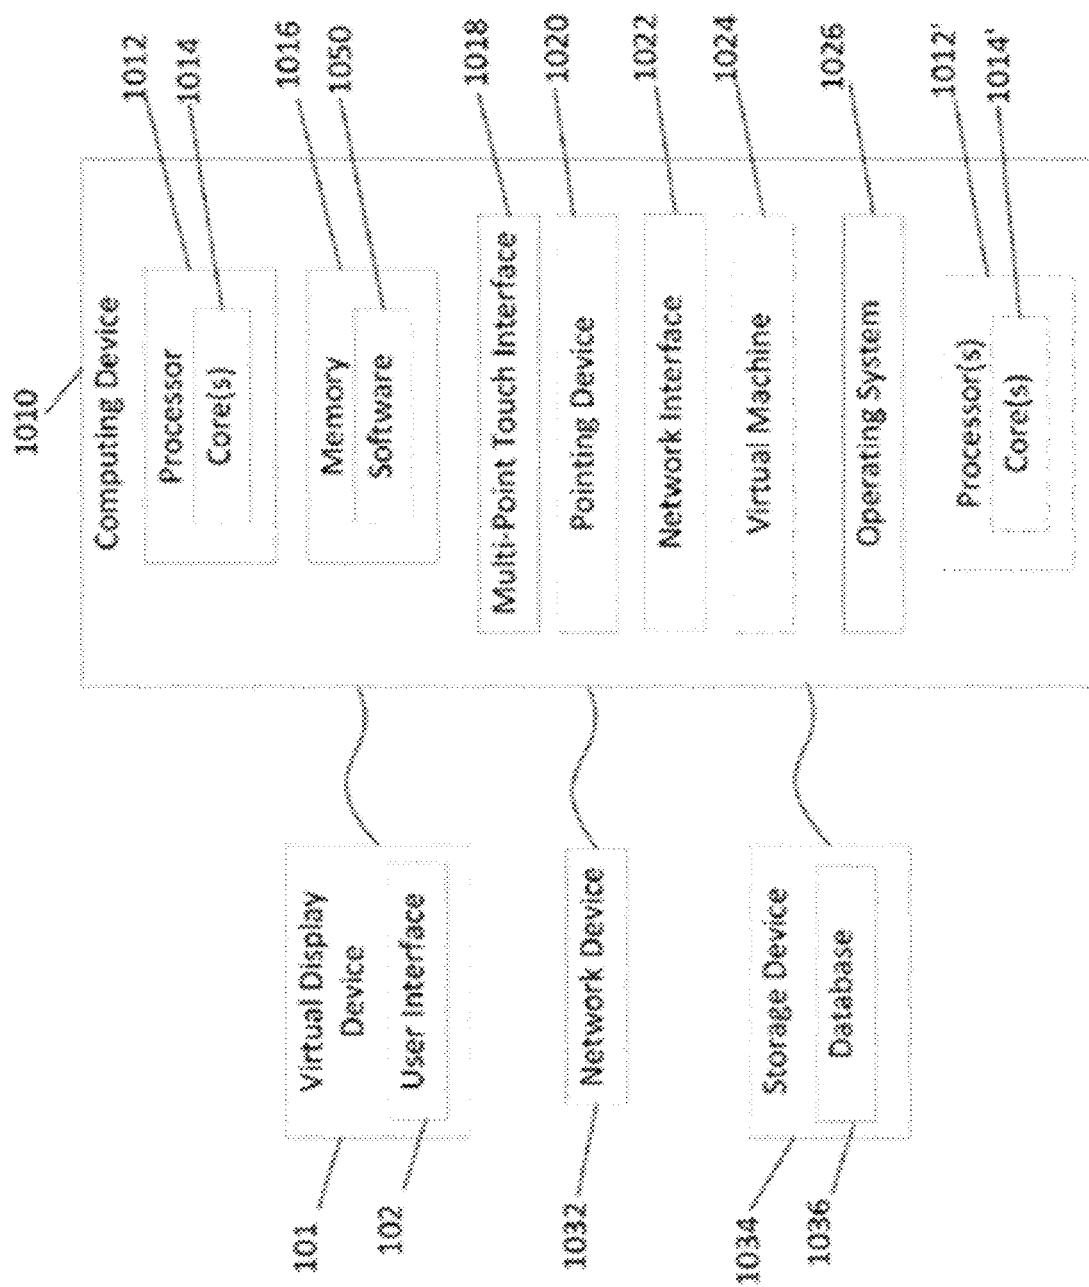 1010
Computing Device
Processor
Core(s)
1012
1014
Memory
Software
1016
1050
Multi-Point Touch Interface
1018
Pointing Device
1020
Network Interface
1022
Virtual Machine
1024
Operating System
1026
Processor(s)
Core(s)
1012'
1014'
101
Virtual Display
Device
102
User Interface
1032
Network Device
1034
Storage Device
1036
Database